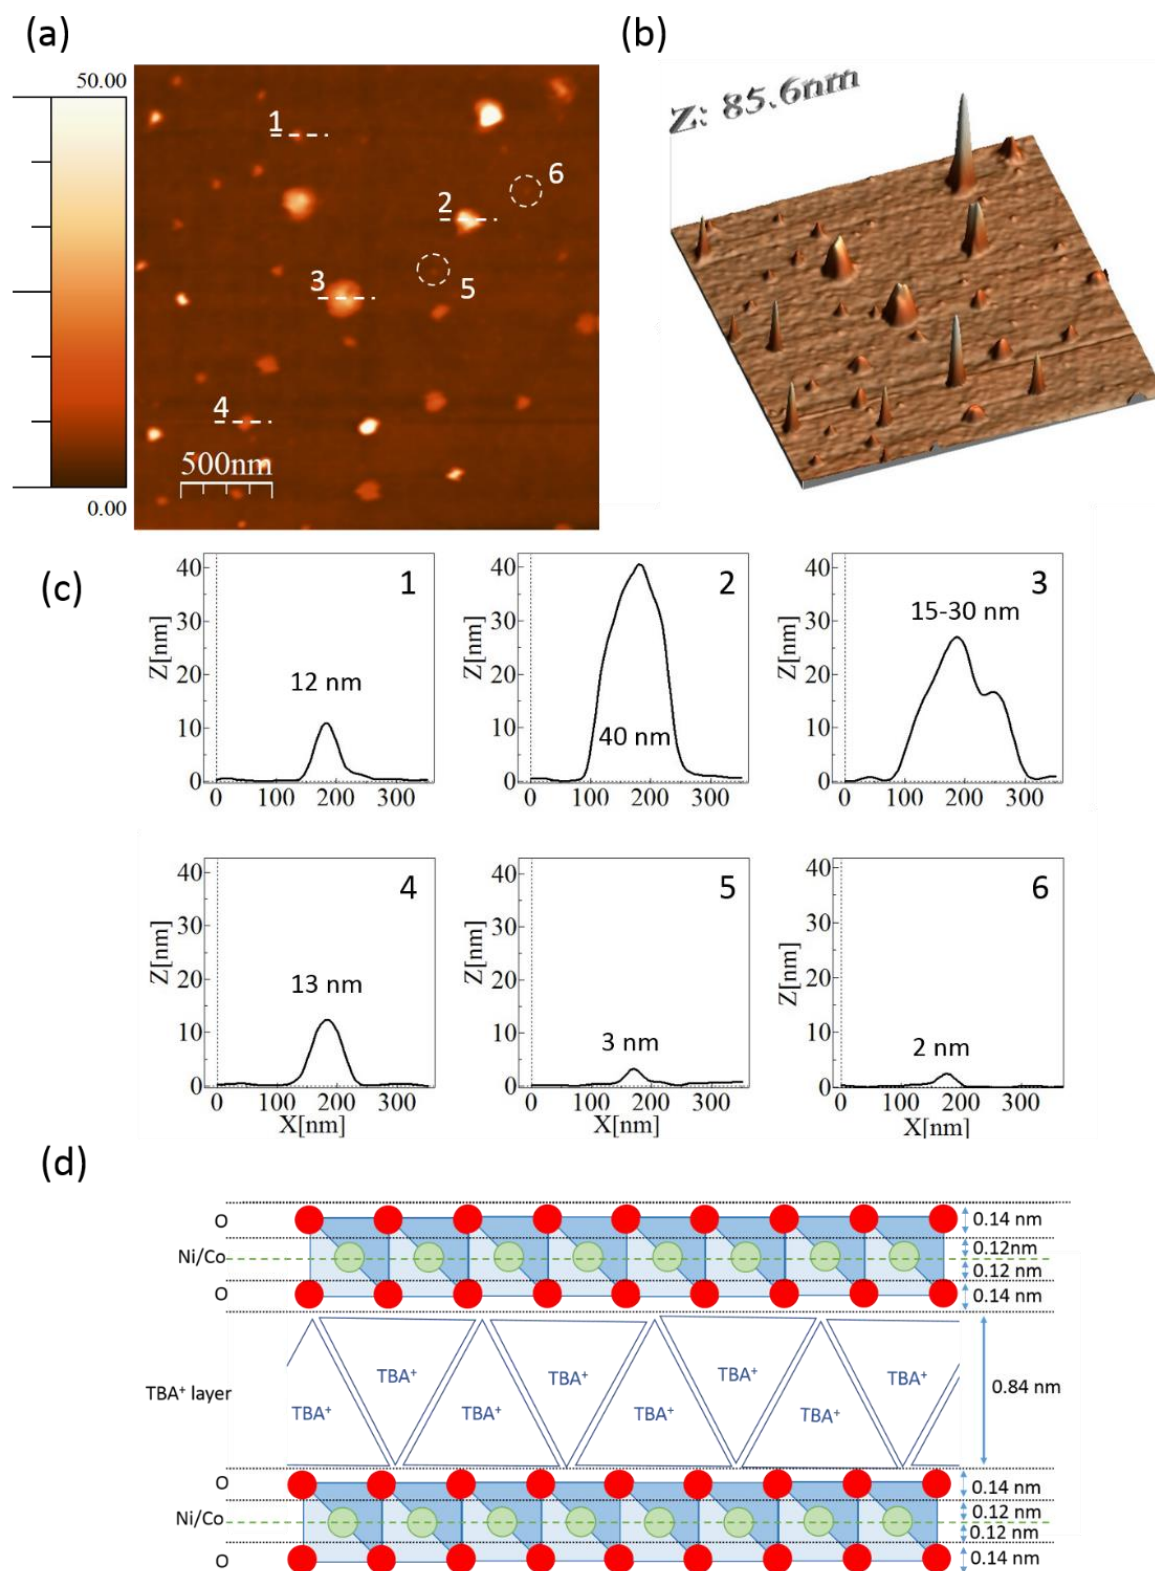 (a)
(b)
50.00
0.00
1
2
3
4
5
6
500nm
Z: 85.6nm
(c)
Z[nm]
40
30
20
10
0
0 100 200 300
12 nm
1
Z[nm]
40
30
20
10
0
0 100 200 300
40 nm
2
Z[nm]
40
30
20
10
0
0 100 200 300
15-30 nm
3
Z[nm]
40
30
20
10
0
0 100 200 300
X[nm]
13 nm
4
Z[nm]
40
30
20
10
0
0 100 200 300
X[nm]
3 nm
5
Z[nm]
40
30
20
10
0
0 100 200 300
X[nm]
2 nm
6
(d)
O
0.14 nm
Ni/Co
0.12nm
0.12 nm
O
0.14 nm
TBA⁺ layer
TBA⁺ TBA⁺ TBA⁺ TBA⁺
TBA⁺ TBA⁺ TBA⁺ TBA⁺
0.84 nm
O
0.14 nm
Ni/Co
0.12 nm
0.12 nm
O
0.14 nm